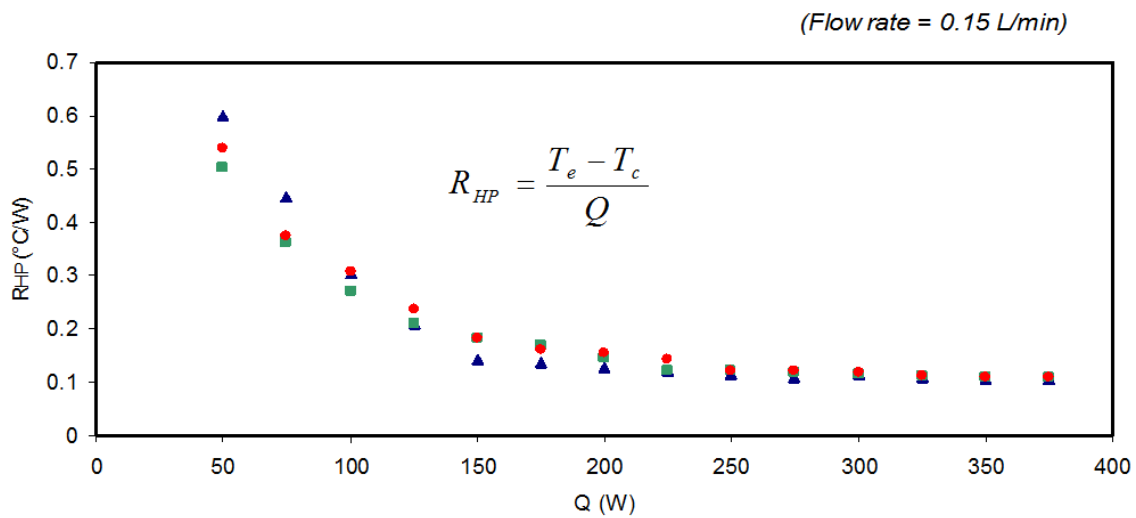 (Flow rate = 0.15 L/min)
0.7
0.6
0.5
0.4
0.3
0.2
0.1
0
R_HP = (T_e − T_c) / Q
RHP (°C/W)
0 50 100 150 200 250 300 350 400
Q (W)